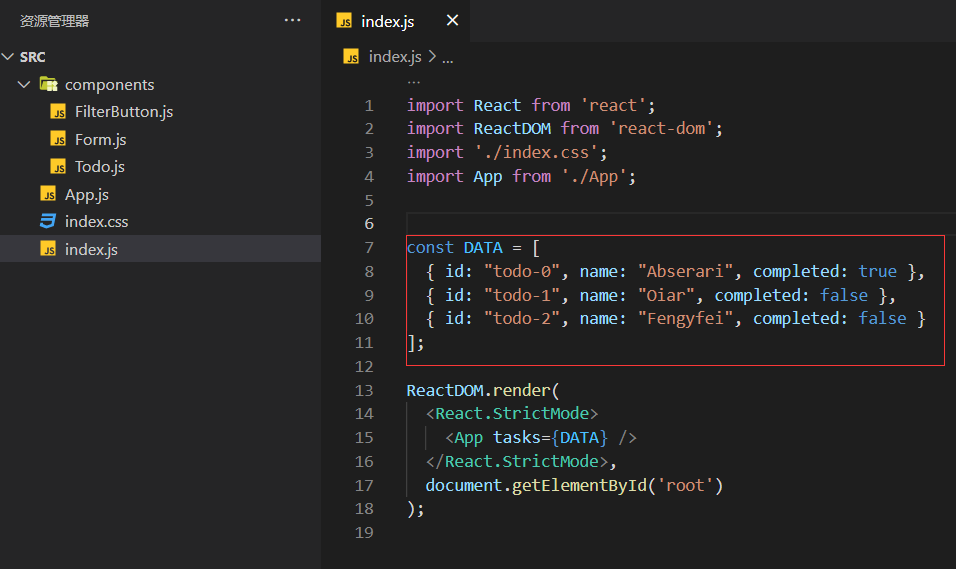 资源管理器
...
SRC
components
FilterButton.js
Form.js
Todo.js
App.js
index.css
index.js
JS index.js ×
JS index.js > ...
...
1 import React from 'react';
2 import ReactDOM from 'react-dom';
3 import './index.css';
4 import App from './App';
5
6
7 const DATA = [
8   { id: "todo-0", name: "Abserari", completed: true },
9   { id: "todo-1", name: "Oiar", completed: false },
10   { id: "todo-2", name: "Fengyfei", completed: false }
11 ];
12
13 ReactDOM.render(
14   <React.StrictMode>
15     <App tasks={DATA} />
16   </React.StrictMode>,
17   document.getElementById('root')
18 );
19